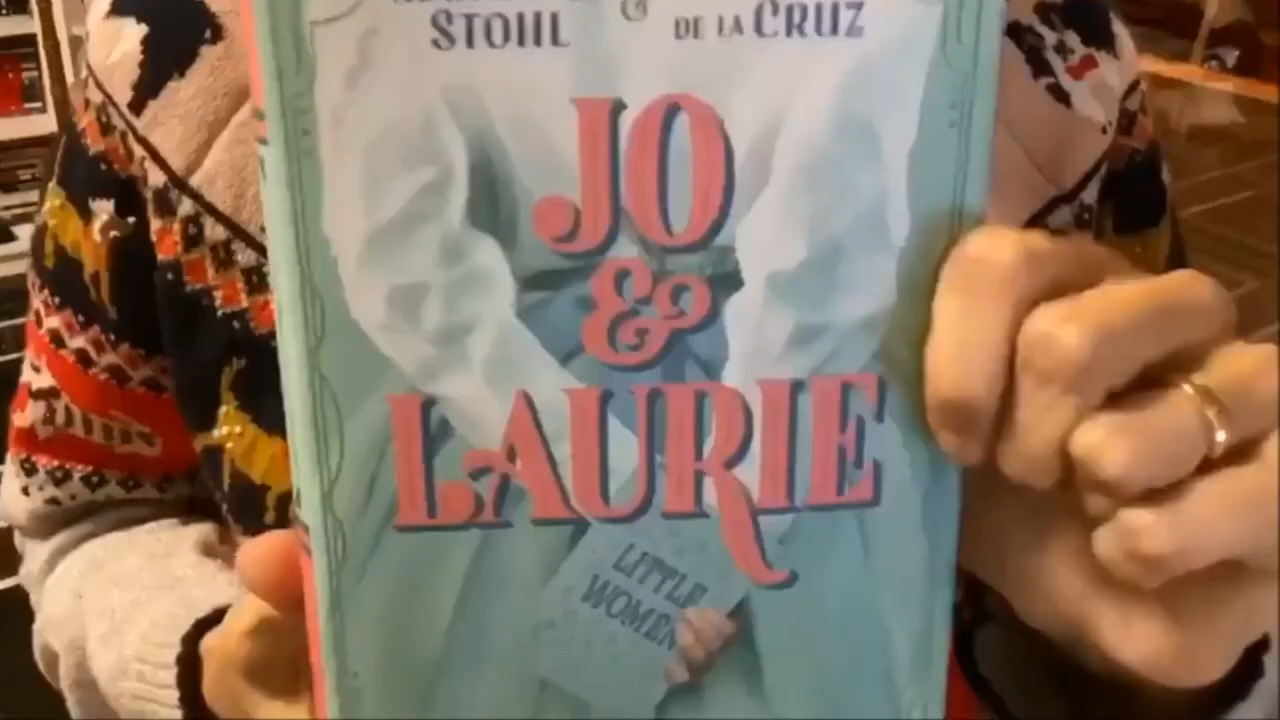 STOHL & DE LA CRUZ
JO
&
LAURIE
LITTLE
WOMEN